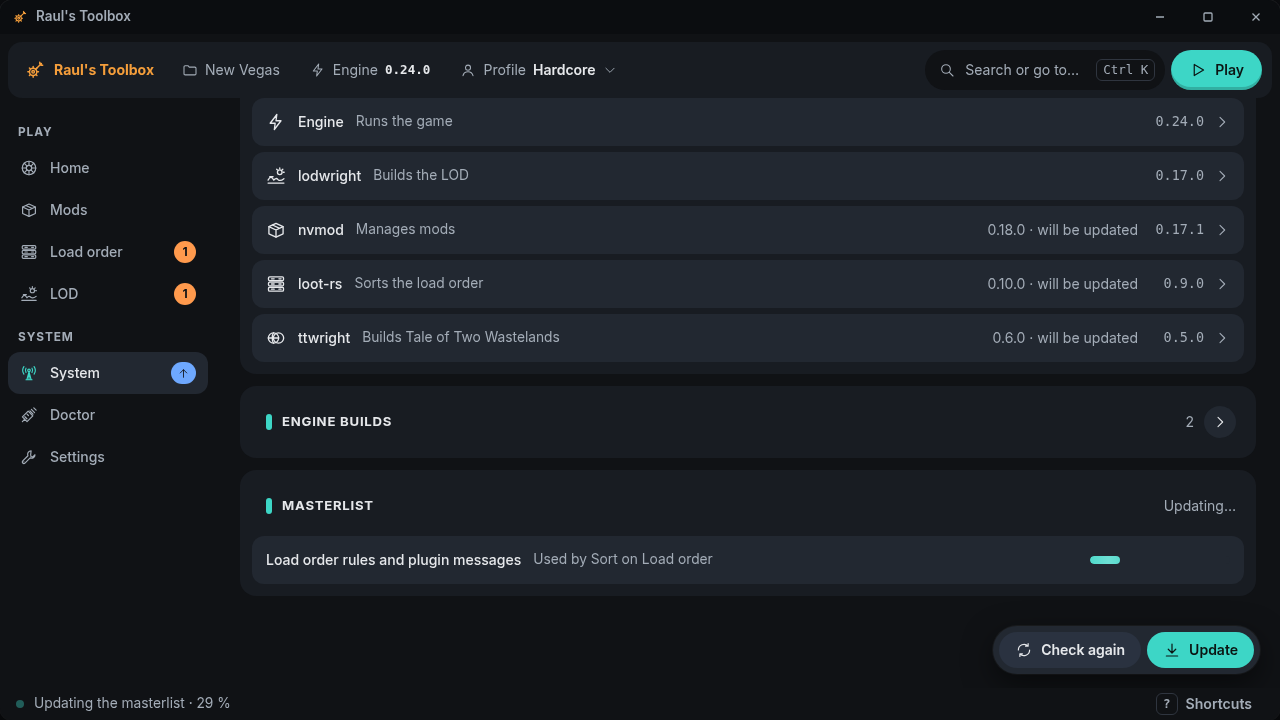 Raul's Toolbox
Raul's Toolbox
New Vegas
Engine 0.24.0
Profile Hardcore
Search or go to...
Ctrl K
Play
PLAY
Home
Mods
Load order 1
LOD 1
SYSTEM
System
Doctor
Settings
Engine Runs the game 0.24.0
lodwright Builds the LOD 0.17.0
nvmod Manages mods 0.18.0 · will be updated 0.17.1
loot-rs Sorts the load order 0.10.0 · will be updated 0.9.0
ttwright Builds Tale of Two Wastelands 0.6.0 · will be updated 0.5.0
ENGINE BUILDS 2
MASTERLIST Updating...
Load order rules and plugin messages Used by Sort on Load order
Check again
Update
Updating the masterlist · 29 %
? Shortcuts